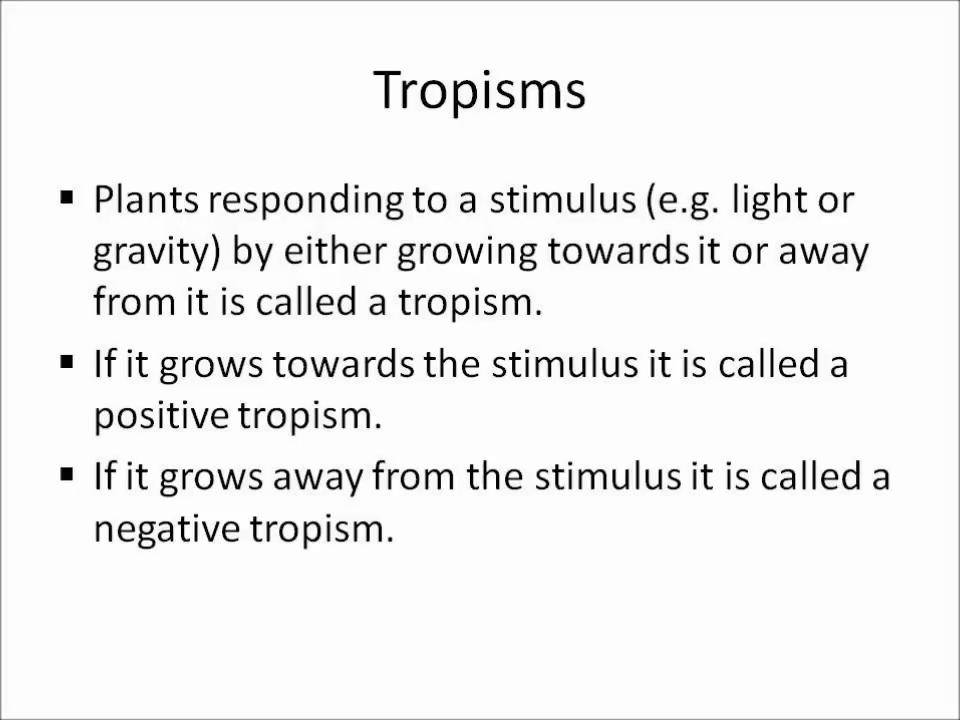 Tropisms
▪ Plants responding to a stimulus (e.g. light or
gravity) by either growing towards it or away
from it is called a tropism.
▪ If it grows towards the stimulus it is called a
positive tropism.
▪ If it grows away from the stimulus it is called a
negative tropism.